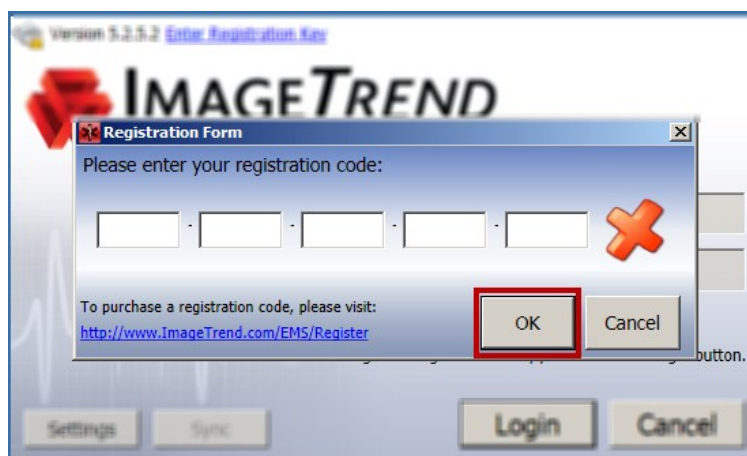 Version 5.2.5.2 Enter Registration Key
IMAGETREND
Registration Form
Please enter your registration code:
- - - -
To purchase a registration code, please visit:
http://www.ImageTrend.com/EMS/Register
OK Cancel
button.
Settings Sync Login Cancel